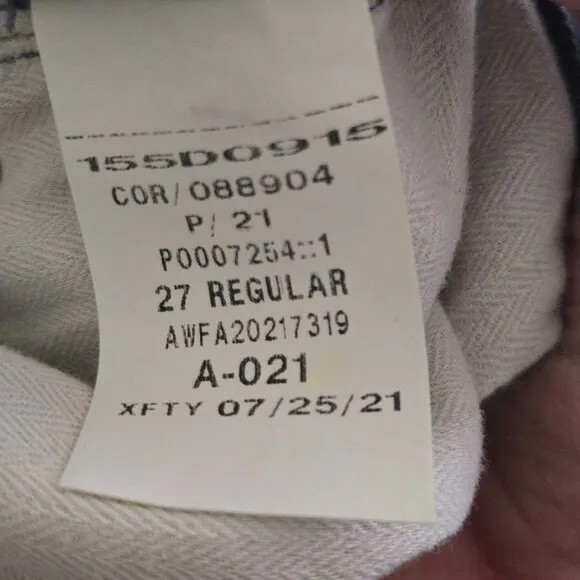 155D0915
COR/088904
P/ 21
P0007254::1
27 REGULAR
AWFA20217319
A-021
XFTY 07/25/21